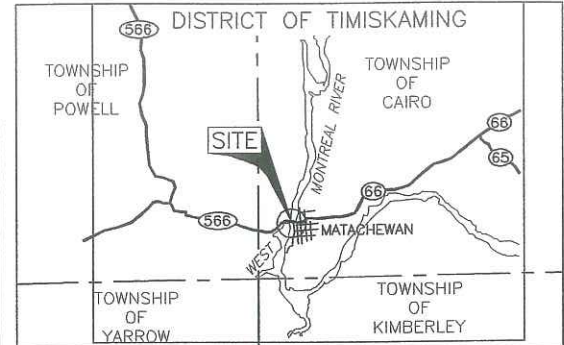 566
DISTRICT OF TIMISKAMING
TOWNSHIP
OF
POWELL
TOWNSHIP
OF
CAIRO
SITE
MONTREAL RIVER
66
65
66
566
MATACHEWAN
WEST
TOWNSHIP
OF
YARROW
TOWNSHIP
OF
KIMBERLEY